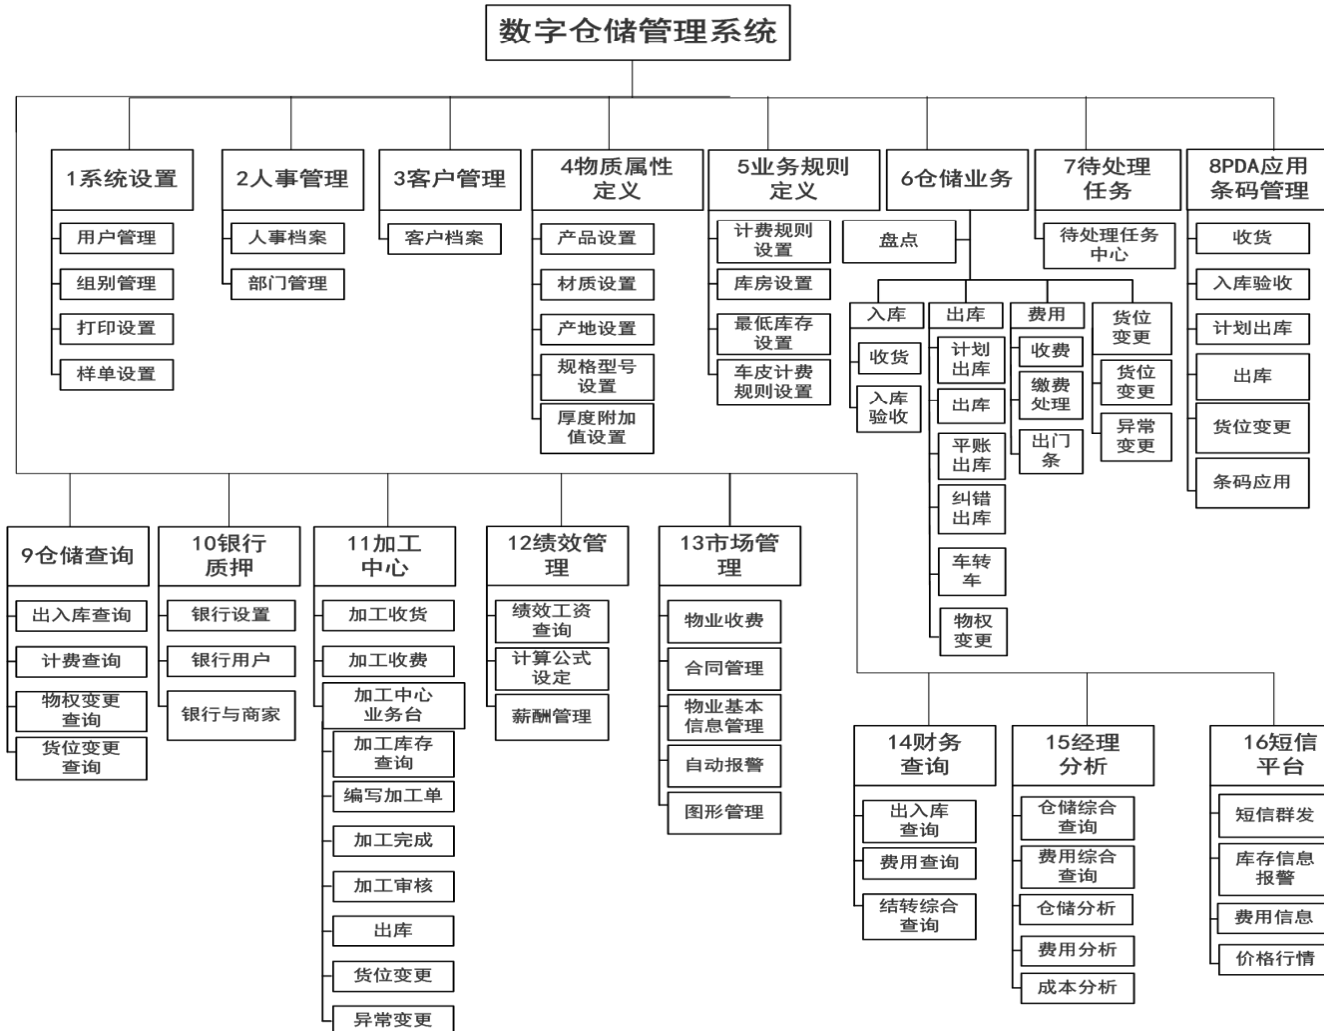 数字仓储管理系统
1系统设置
用户管理
组别管理
打印设置
样单设置
2人事管理
人事档案
部门管理
3客户管理
客户档案
4物质属性
定义
产品设置
材质设置
产地设置
规格型号
设置
厚度附加
值设置
5业务规则
定义
计费规则
设置
库房设置
最低库存
设置
车皮计费
规则设置
6仓储业务
盘点
入库
收货
入库
验收
出库
计划
出库
出库
平账
出库
纠错
出库
车转
车
物权
变更
费用
收费
缴费
处理
出门
条
货位
变更
货位
变更
异常
变更
7待处理
任务
待处理任务
中心
8PDA应用
条码管理
收货
入库验收
计划出库
出库
货位变更
条码应用
9仓储查询
出入库查询
计费查询
物权变更
查询
货位变更
查询
10银行
质押
银行设置
银行用户
银行与商家
11加工
中心
加工收货
加工收费
加工中心
业务台
加工库存
查询
编写加工单
加工完成
加工审核
出库
货位变更
异常变更
12绩效管
理
绩效工资
查询
计算公式
设定
薪酬管理
13市场管
理
物业收费
合同管理
物业基本
信息管理
自动报警
图形管理
14财务
查询
出入库
查询
费用查询
结转综合
查询
15经理
分析
仓储综合
查询
费用综合
查询
仓储分析
费用分析
成本分析
16短信
平台
短信群发
库存信息
报警
费用信息
价格行情